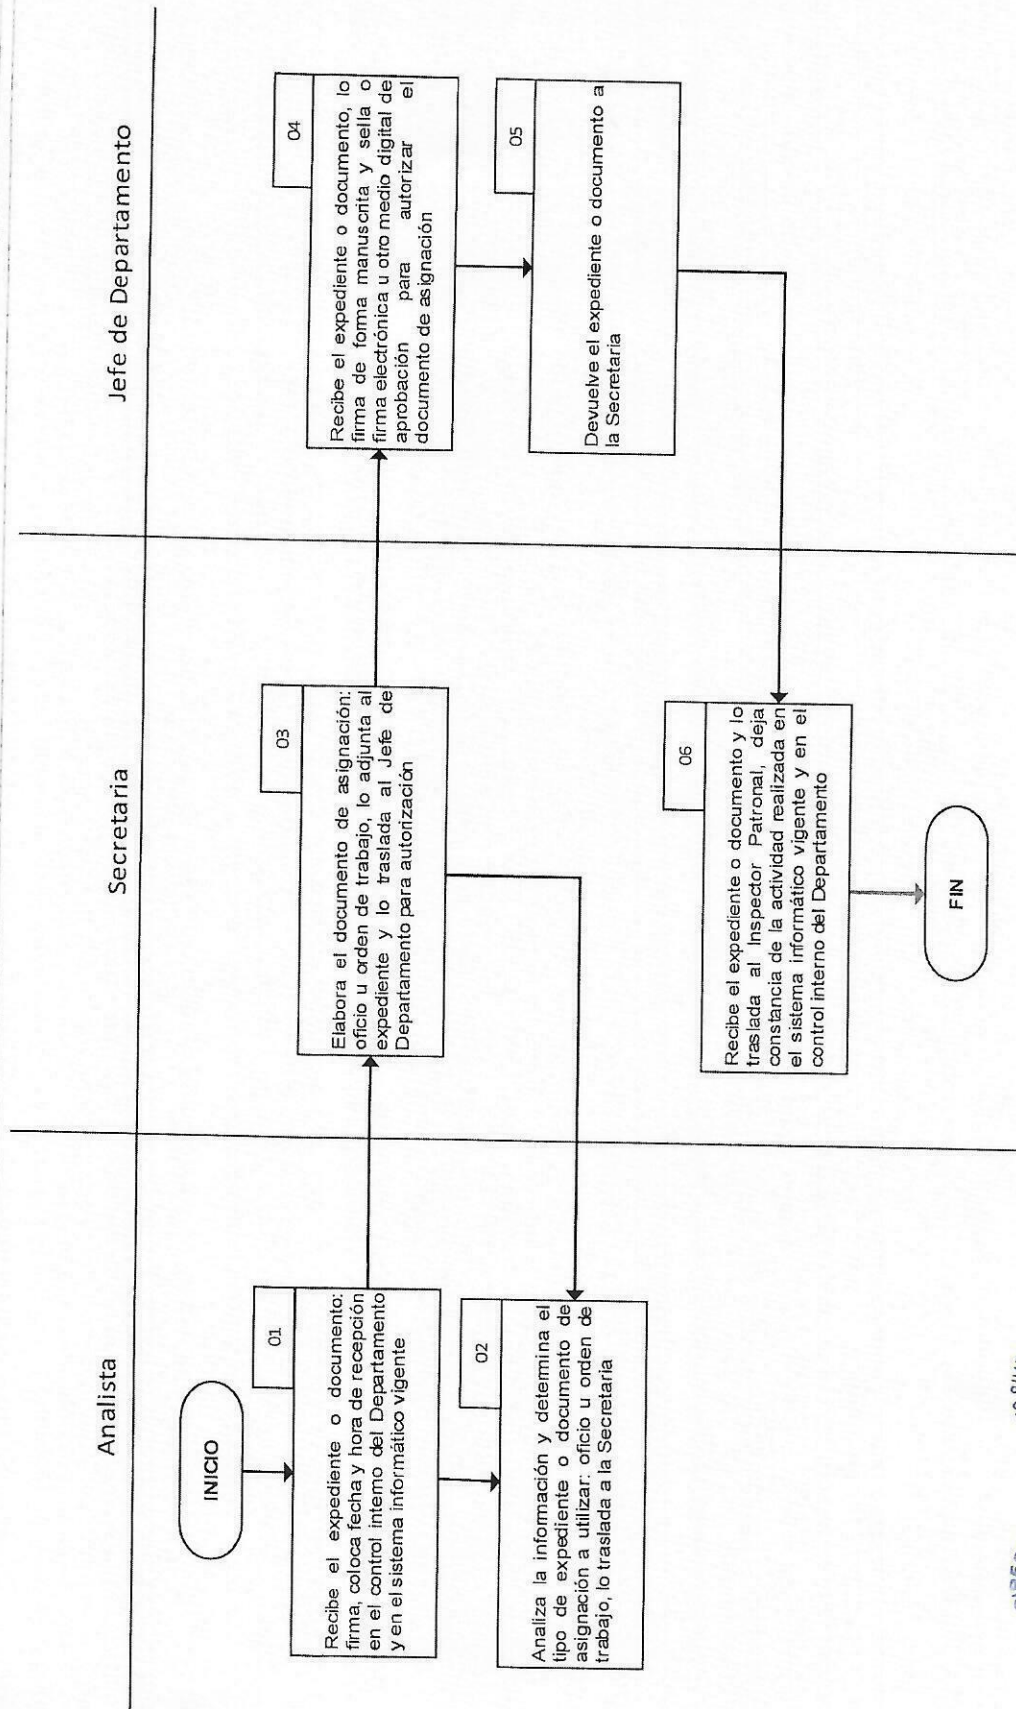 Analista
Secretaria
Jefe de Departamento
INICIO
01
Recibe el expediente o documento:
firma, coloca fecha y hora de recepción
en el control interno del Departamento
y en el sistema informático vigente
02
Analiza la información y determina el
tipo de expediente o documento de
asignación a utilizar: oficio u orden de
trabajo, lo traslada a la Secretaria
03
Elabora el documento de asignación:
oficio u orden de trabajo, lo adjunta al
expediente y lo traslada al Jefe de
Departamento para autorización
04
Recibe el expediente o documento, lo
firma de forma manuscrita y sella o
firma electrónica u otro medio digital de
aprobación para autorizar el
documento de asignación
05
Devuelve el expediente o documento a
la Secretaria
06
Recibe el expediente o documento y lo
traslada al Inspector Patronal, deja
constancia de la actividad realizada en
el sistema informático vigente y en el
control interno del Departamento
FIN